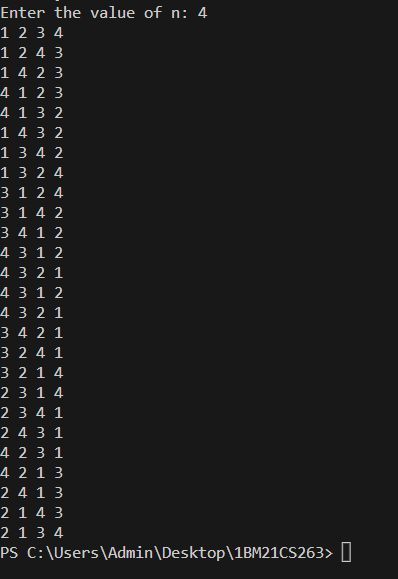 Enter the value of n: 4
1 2 3 4
1 2 4 3
1 4 2 3
4 1 2 3
4 1 3 2
1 4 3 2
1 3 4 2
1 3 2 4
3 1 2 4
3 1 4 2
3 4 1 2
4 3 1 2
4 3 2 1
4 3 1 2
4 3 2 1
3 4 2 1
3 2 4 1
3 2 1 4
2 3 1 4
2 3 4 1
2 4 3 1
4 2 3 1
4 2 1 3
2 4 1 3
2 1 4 3
2 1 3 4
PS C:\Users\Admin\Desktop\1BM21CS263>